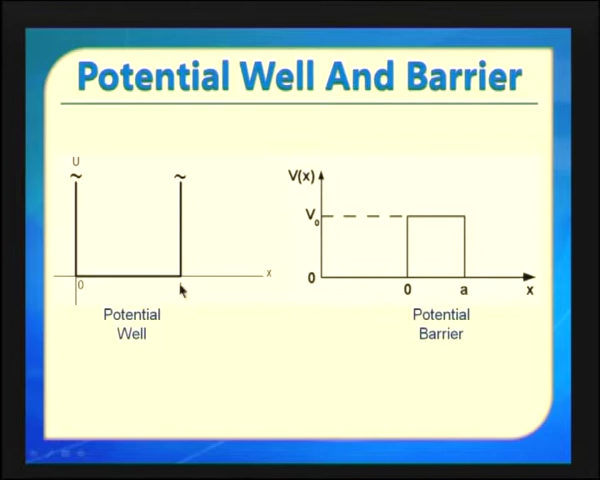 Potential Well And Barrier
U
~ ~
0
x
Potential
Well
V(x)
V₀
0
0 a x
Potential
Barrier